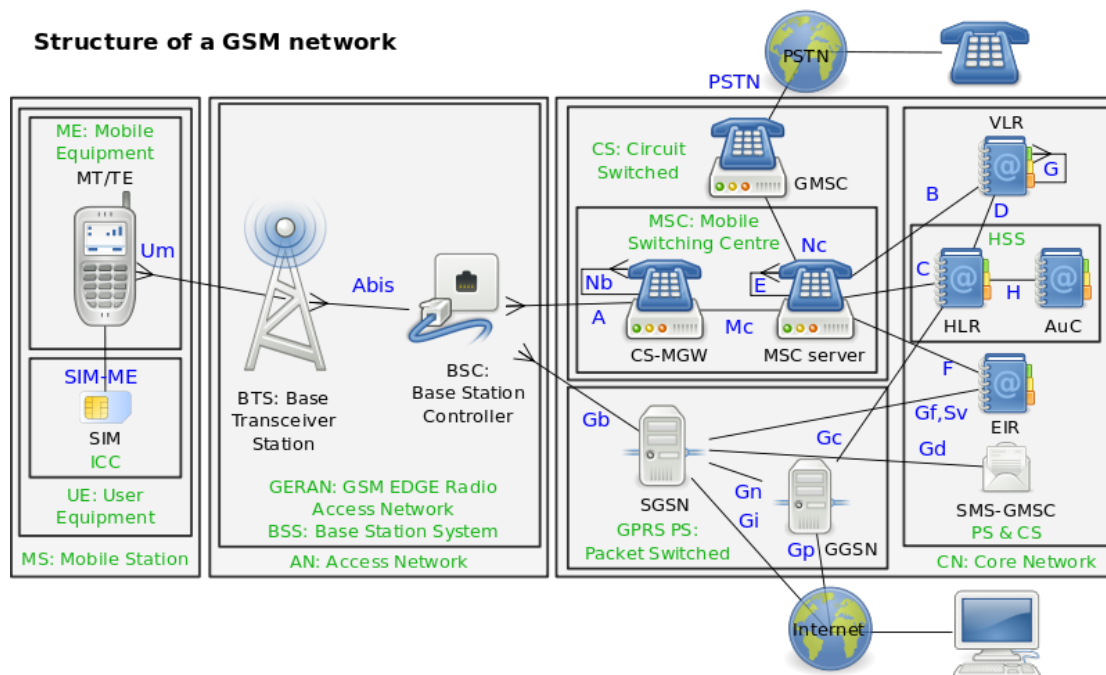 Structure of a GSM network
PSTN
PSTN
ME: Mobile
Equipment
MT/TE
Um
SIM-ME
SIM
ICC
UE: User
Equipment
MS: Mobile Station
Abis
BTS: Base
Transceiver
Station
BSC:
Base Station
Controller
GERAN: GSM EDGE Radio
Access Network
BSS: Base Station System
AN: Access Network
CS: Circuit
Switched
GMSC
MSC: Mobile
Switching Centre
Nc
Nb
E
A
Mc
CS-MGW
MSC server
VLR
G
B
D
HSS
C
H
HLR
AuC
F
Gf,Sv
EIR
Gb
Gc
Gd
Gn
Gi
SGSN
GPRS PS:
Packet Switched
Gp
GGSN
SMS-GMSC
PS & CS
CN: Core Network
Internet